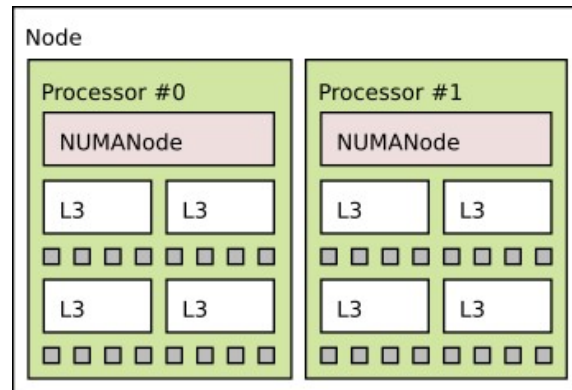 Node
Processor #0
NUMANode
L3 L3
L3 L3
Processor #1
NUMANode
L3 L3
L3 L3